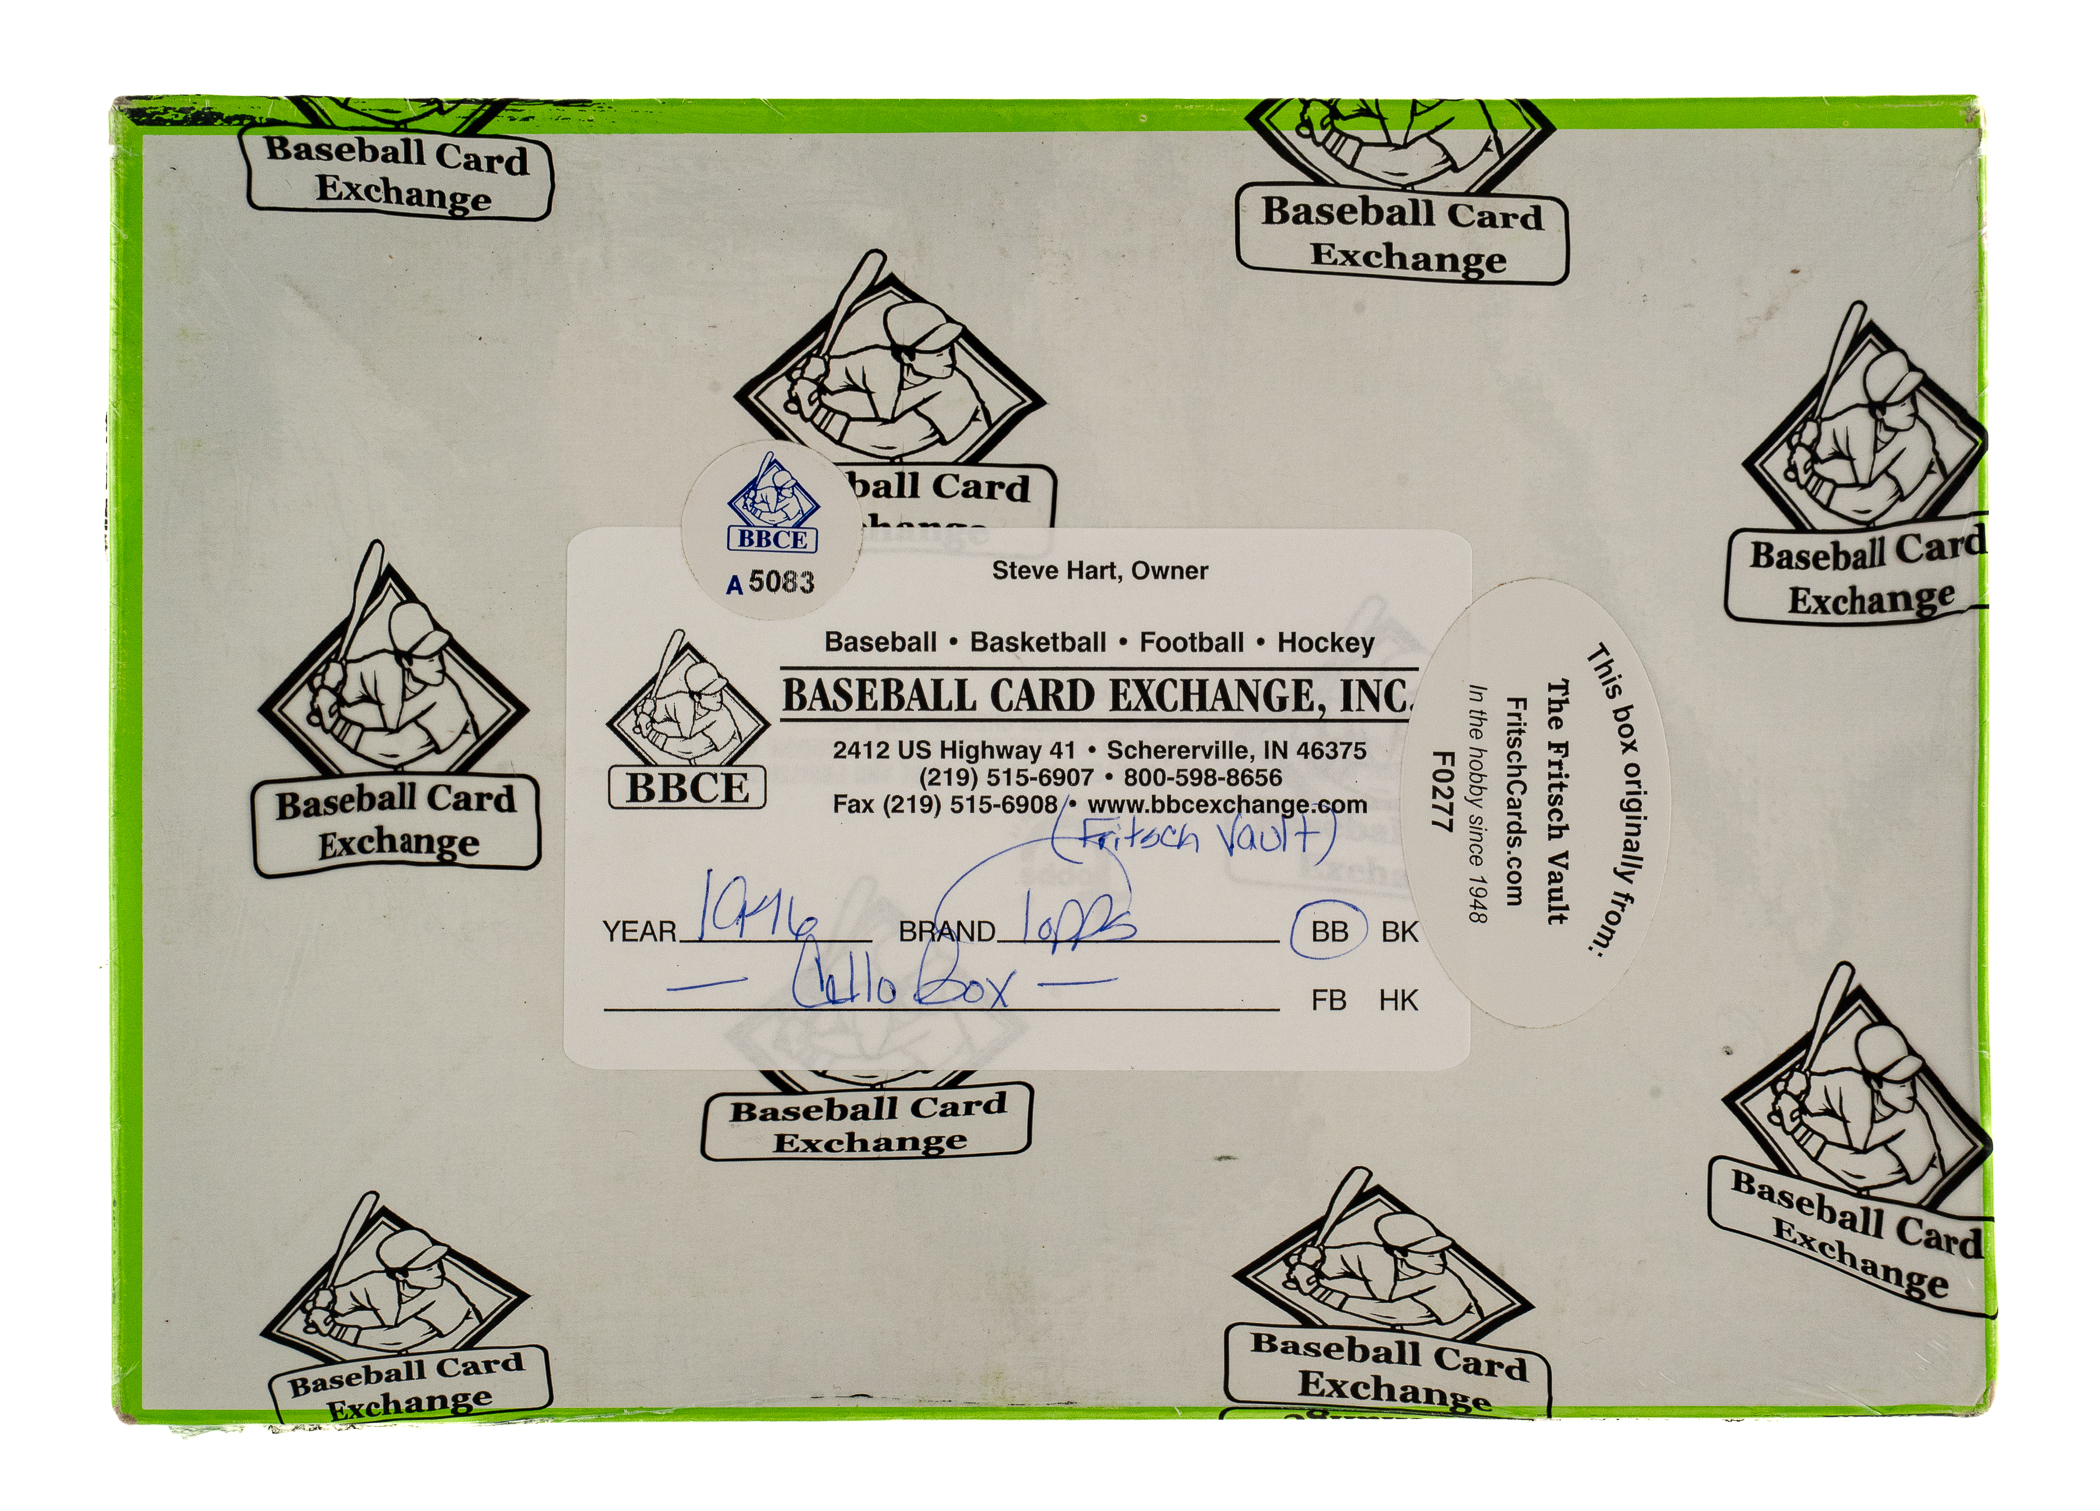 Baseball Card
Exchange
Baseball Card
Exchange
ball Card
Exchange
Baseball Card
Exchange
Baseball Card
Exchange
BBCE
A 5083
Steve Hart, Owner
Baseball • Basketball • Football • Hockey
BASEBALL CARD EXCHANGE, INC.
2412 US Highway 41 • Schererville, IN 46375
(219) 515-6907 • 800-598-8656
Fax (219) 515-6908 • www.bbcexchange.com
BBCE
(Fritsch Vault)
YEAR 1976 BRAND Topps BB BK
— Cello Box — FB HK
This box originally from:
The Fritsch Vault
FritschCards.com
In the hobby since 1948
F0277
Baseball Card
Exchange
Baseball Card
Exchange
Baseball Card
Exchange
Baseball Card
Exchange